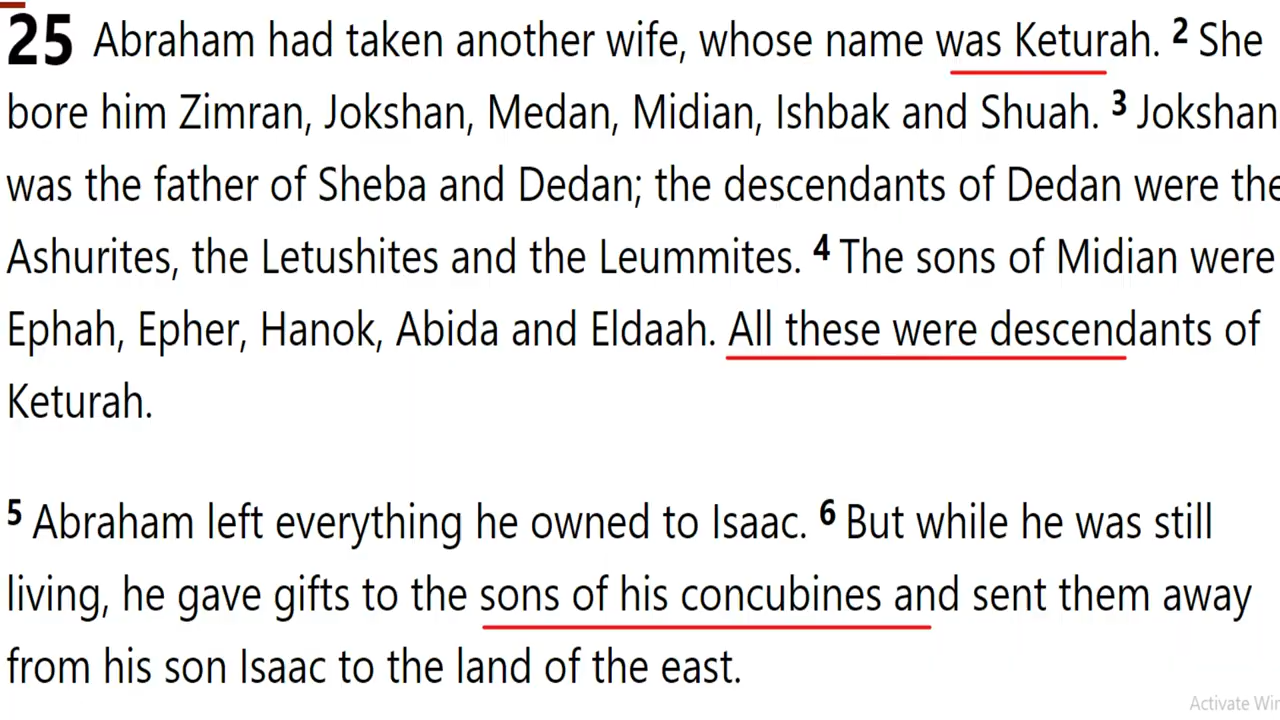 25 Abraham had taken another wife, whose name was Keturah. 2 She
bore him Zimran, Jokshan, Medan, Midian, Ishbak and Shuah. 3 Jokshan
was the father of Sheba and Dedan; the descendants of Dedan were the
Ashurites, the Letushites and the Leummites. 4 The sons of Midian were
Ephah, Epher, Hanok, Abida and Eldaah. All these were descendants of
Keturah.
5 Abraham left everything he owned to Isaac. 6 But while he was still
living, he gave gifts to the sons of his concubines and sent them away
from his son Isaac to the land of the east.
Activate Win